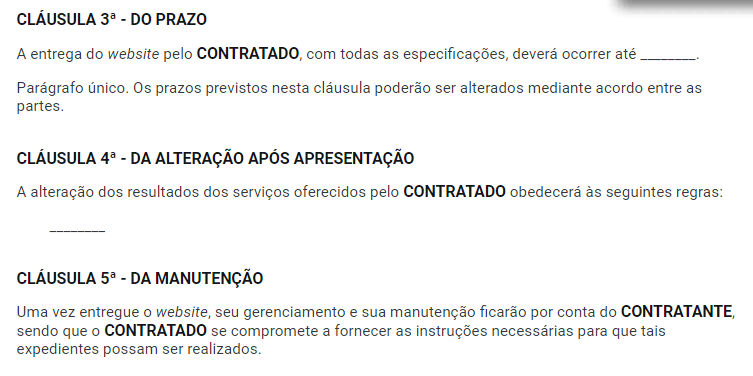 CLÁUSULA 3ª - DO PRAZO
A entrega do website pelo CONTRATADO, com todas as especificações, deverá ocorrer até ________.
Parágrafo único. Os prazos previstos nesta cláusula poderão ser alterados mediante acordo entre as
partes.
CLÁUSULA 4ª - DA ALTERAÇÃO APÓS APRESENTAÇÃO
A alteração dos resultados dos serviços oferecidos pelo CONTRATADO obedecerá às seguintes regras:
________
CLÁUSULA 5ª - DA MANUTENÇÃO
Uma vez entregue o website, seu gerenciamento e sua manutenção ficarão por conta do CONTRATANTE,
sendo que o CONTRATADO se compromete a fornecer as instruções necessárias para que tais
expedientes possam ser realizados.